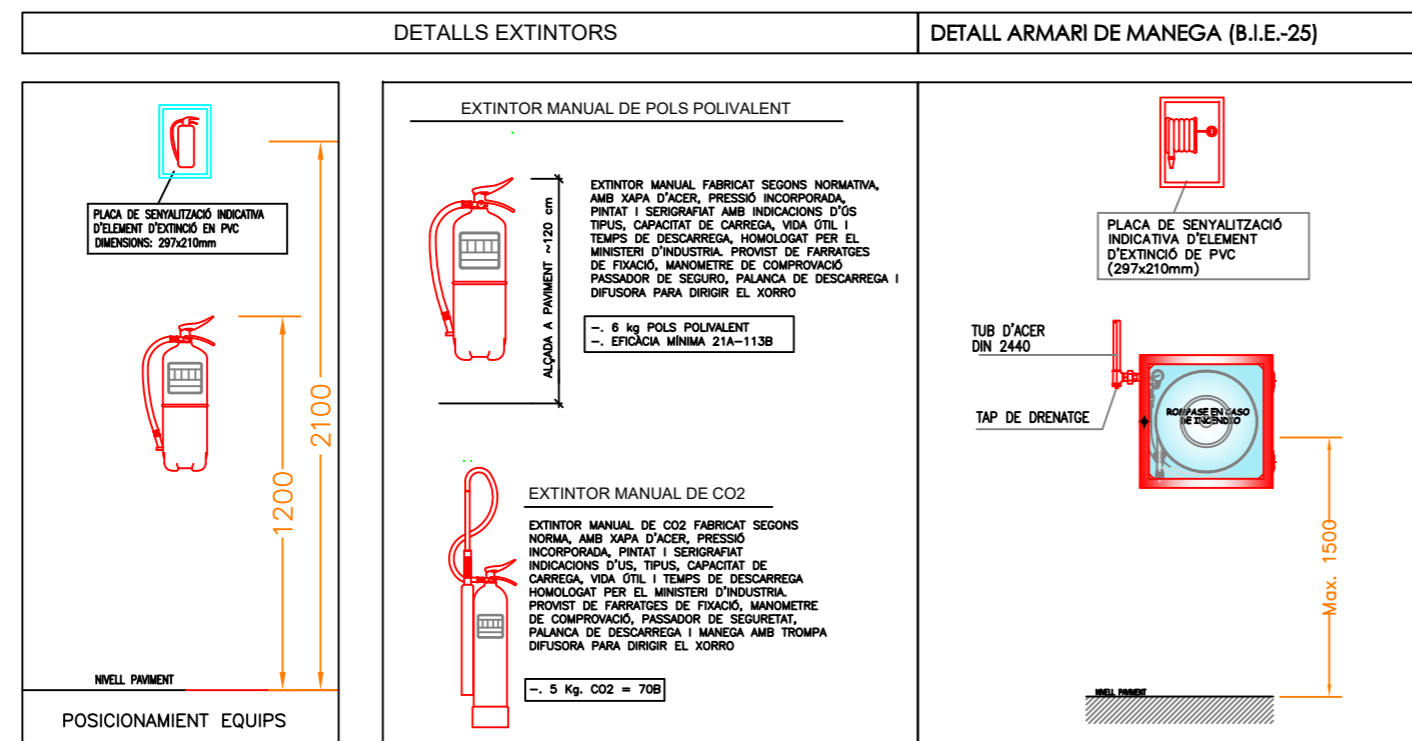 DETALLS EXTINTORS
DETALL ARMARI DE MANEGA (B.I.E.-25)
PLACA DE SENYALITZACIÓ INDICATIVA
D'ELEMENT D'EXTINCIÓ EN PVC
DIMENSIONS: 297x210mm
2100
1200
NIVELL PAVIMENT
POSICIONAMIENT EQUIPS
EXTINTOR MANUAL DE POLS POLIVALENT
ALÇADA A PAVIMENT ~120 cm
EXTINTOR MANUAL FABRICAT SEGONS NORMATIVA,
AMB XAPA D'ACER, PRESSIÓ INCORPORADA,
PINTAT I SERIGRAFIAT AMB INDICACIONS D'ÚS
TIPUS, CAPACITAT DE CARREGA, VIDA ÚTIL I
TEMPS DE DESCARREGA, HOMOLOGAT PER EL
MINISTERI D'INDUSTRIA. PROVIST DE FARRATGES
DE FIXACIÓ, MANOMETRE DE COMPROVACIÓ
PASSADOR DE SEGURO, PALANCA DE DESCARREGA I
DIFUSORA PARA DIRIGIR EL XORRO
-. 6 kg POLS POLIVALENT
-. EFICÀCIA MÍNIMA 21A-113B
EXTINTOR MANUAL DE CO2
EXTINTOR MANUAL DE CO2 FABRICAT SEGONS
NORMA, AMB XAPA D'ACER, PRESSIÓ
INCORPORADA, PINTAT I SERIGRAFIAT
INDICACIONS D'US, TIPUS, CAPACITAT DE
CARREGA, VIDA ÚTIL I TEMPS DE DESCARREGA
HOMOLOGAT PER EL MINISTERI D'INDUSTRIA.
PROVIST DE FARRATGES DE FIXACIÓ, MANOMETRE
DE COMPROVACIÓ, PASSADOR DE SEGURETAT,
PALANCA DE DESCARREGA I MANEGA AMB TROMPA
DIFUSORA PARA DIRIGIR EL XORRO
-. 5 Kg. CO2 = 70B
PLACA DE SENYALITZACIÓ
INDICATIVA D'ELEMENT
D'EXTINCIÓ DE PVC
(297x210mm)
TUB D'ACER
DIN 2440
TAP DE DRENATGE
ROMPASE EN CASO
DE INCENDIO
Max. 1500
NIVELL PAVIMENT